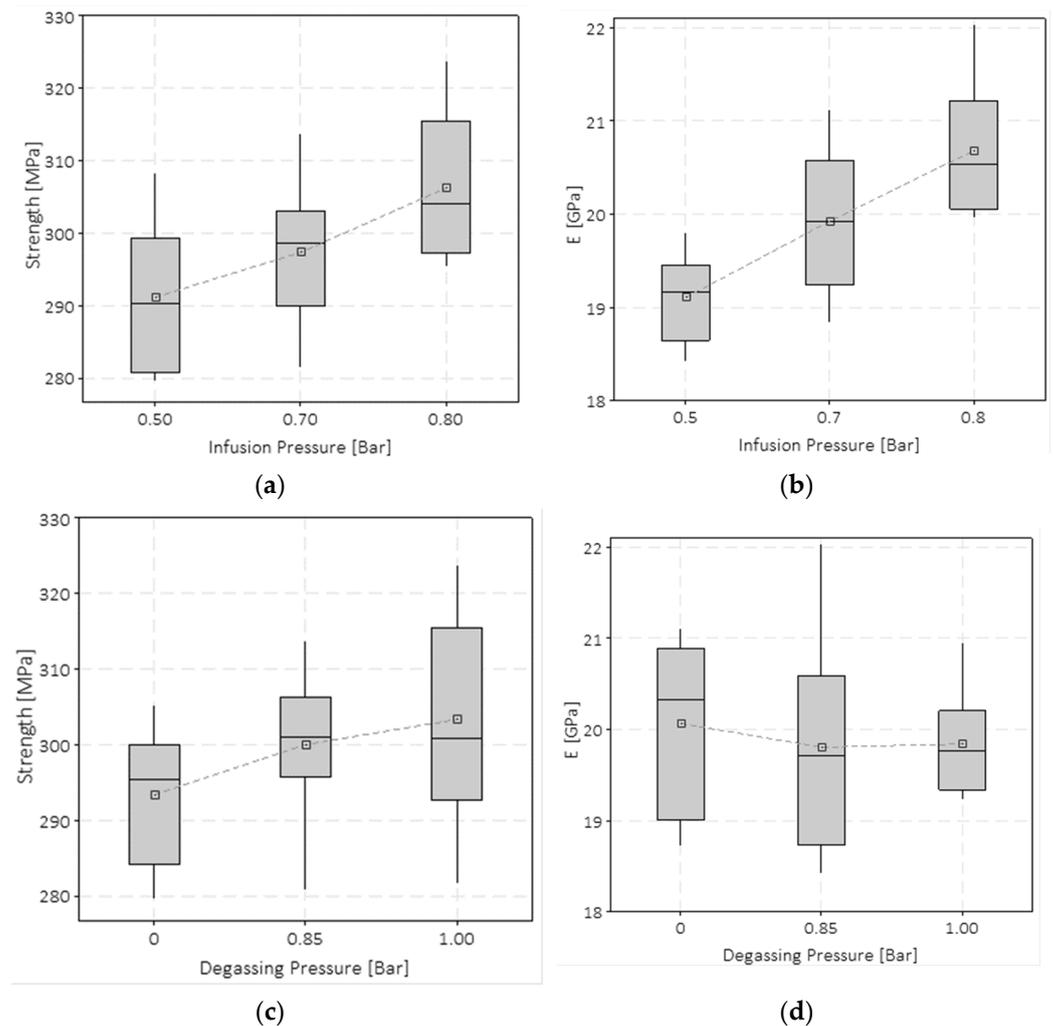 330
320
310
300
290
280
Strength [MPa]
0.50 0.70 0.80
Infusion Pressure [Bar]
(a)
22
21
20
19
18
E [GPa]
0.5 0.7 0.8
Infusion Pressure [Bar]
(b)
330
320
310
300
290
280
Strength [MPa]
0 0.85 1.00
Degassing Pressure [Bar]
(c)
22
21
20
19
18
E [GPa]
0 0.85 1.00
Degassing Pressure [Bar]
(d)